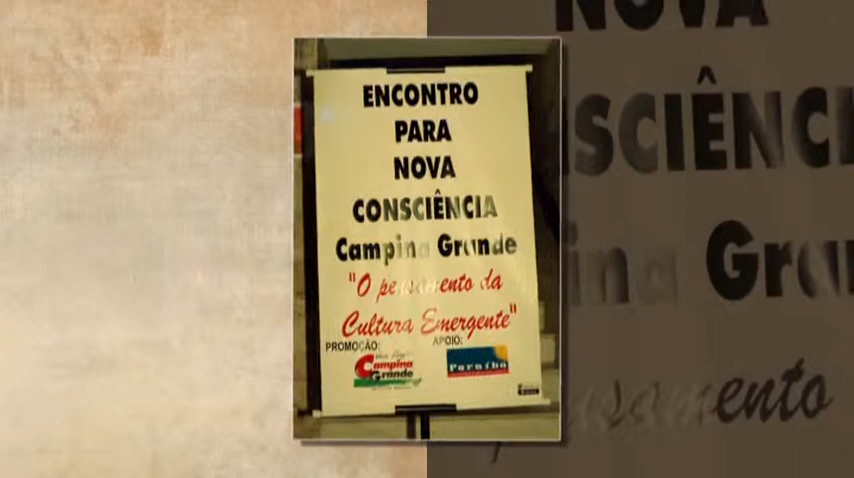 ENCONTRO
PARA
NOVA
CONSCIÊNCIA
Campina Grande
"O pensamento da
Cultura Emergente"
PROMOÇÃO:
APOIO:
Campina
Grande
Paraíba
NOVA
SCIÊNCI
ina Gran
samento